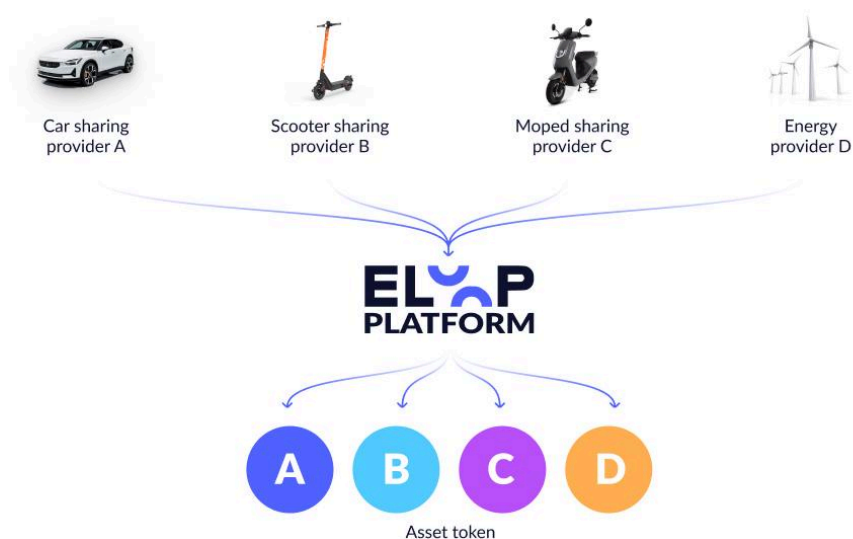 Car sharing
provider A
Scooter sharing
provider B
Moped sharing
provider C
Energy
provider D
ELOOP
PLATFORM
A
B
C
D
Asset token